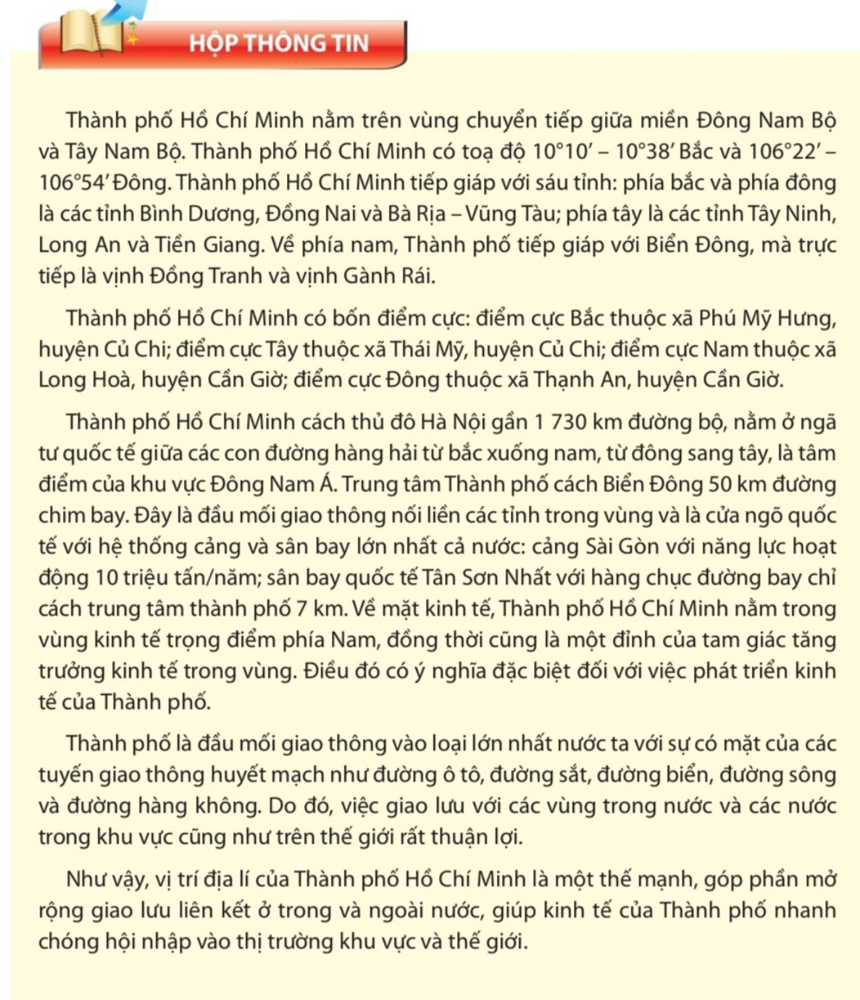 HỘP THÔNG TIN
Thành phố Hồ Chí Minh nằm trên vùng chuyển tiếp giữa miền Đông Nam Bộ
và Tây Nam Bộ. Thành phố Hồ Chí Minh có toạ độ 10°10’ – 10°38’ Bắc và 106°22’ –
106°54’ Đông. Thành phố Hồ Chí Minh tiếp giáp với sáu tỉnh: phía bắc và phía đông
là các tỉnh Bình Dương, Đồng Nai và Bà Rịa – Vũng Tàu; phía tây là các tỉnh Tây Ninh,
Long An và Tiền Giang. Về phía nam, Thành phố tiếp giáp với Biển Đông, mà trực
tiếp là vịnh Đồng Tranh và vịnh Gành Rái.
Thành phố Hồ Chí Minh có bốn điểm cực: điểm cực Bắc thuộc xã Phú Mỹ Hưng,
huyện Củ Chi; điểm cực Tây thuộc xã Thái Mỹ, huyện Củ Chi; điểm cực Nam thuộc xã
Long Hoà, huyện Cần Giờ; điểm cực Đông thuộc xã Thạnh An, huyện Cần Giờ.
Thành phố Hồ Chí Minh cách thủ đô Hà Nội gần 1 730 km đường bộ, nằm ở ngã
tư quốc tế giữa các con đường hàng hải từ bắc xuống nam, từ đông sang tây, là tâm
điểm của khu vực Đông Nam Á. Trung tâm Thành phố cách Biển Đông 50 km đường
chim bay. Đây là đầu mối giao thông nối liền các tỉnh trong vùng và là cửa ngõ quốc
tế với hệ thống cảng và sân bay lớn nhất cả nước: cảng Sài Gòn với năng lực hoạt
động 10 triệu tấn/năm; sân bay quốc tế Tân Sơn Nhất với hàng chục đường bay chỉ
cách trung tâm thành phố 7 km. Về mặt kinh tế, Thành phố Hồ Chí Minh nằm trong
vùng kinh tế trọng điểm phía Nam, đồng thời cũng là một đỉnh của tam giác tăng
trưởng kinh tế trong vùng. Điều đó có ý nghĩa đặc biệt đối với việc phát triển kinh
tế của Thành phố.
Thành phố là đầu mối giao thông vào loại lớn nhất nước ta với sự có mặt của các
tuyến giao thông huyết mạch như đường ô tô, đường sắt, đường biển, đường sông
và đường hàng không. Do đó, việc giao lưu với các vùng trong nước và các nước
trong khu vực cũng như trên thế giới rất thuận lợi.
Như vậy, vị trí địa lí của Thành phố Hồ Chí Minh là một thế mạnh, góp phần mở
rộng giao lưu liên kết ở trong và ngoài nước, giúp kinh tế của Thành phố nhanh
chóng hội nhập vào thị trường khu vực và thế giới.